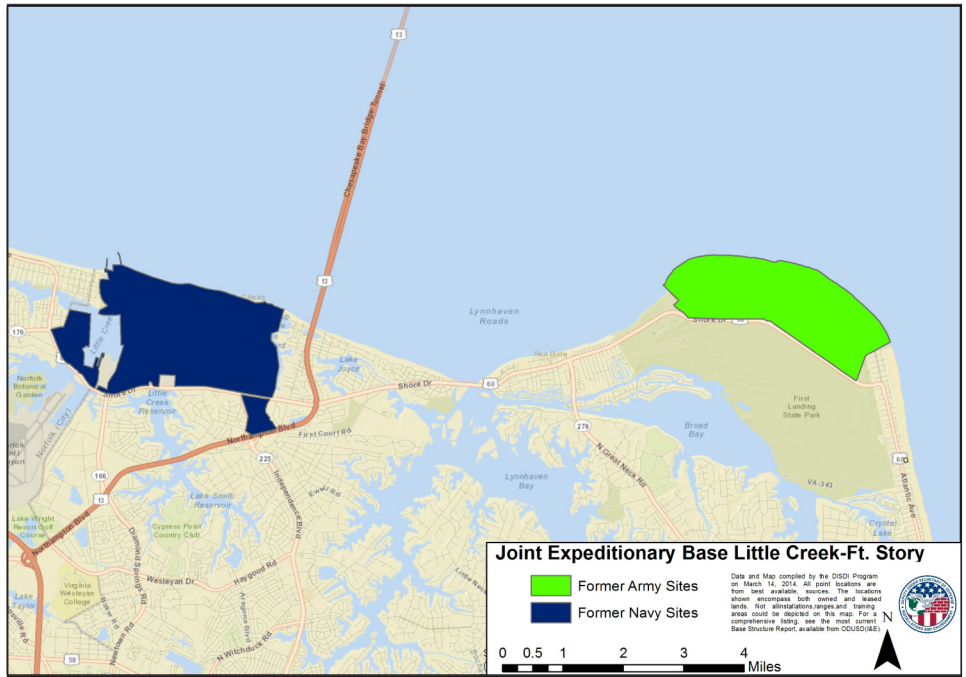 13
Chesapeake Bay Bridge Tunnel
13
Lynnhaven
Roads
170
Little Creek
Shore Dr
Shore Dr
Sea Gate
Lake
Joyce
Shore Dr
60
Norfolk
Botanical
Garden
Little
Creek
Reservoir
Norfolk (City)
First
Landing
State Park
Northampton Blvd
First Court Rd
279
Broad
Bay
225
N Great Neck Rd
166
Independence Blvd
Lynnhaven
Bay
60
13
Ewell Rd
VA-343
Atlantic Ave
Lake Smith
Reservoir
Lake Wright
Resort Golf
Course
Northampton Blvd
Cypress Point
Country Club
Diamond Springs Rd
Crystal
Lake
Haygood Rd
Wesleyan Dr
Virginia
Wesleyan
College
Baker Rd
Lake
Taylor
Newtown Rd
N Witchduck Rd
58
Little Neck
Joint Expeditionary Base Little Creek-Ft. Story
Former Army Sites
Former Navy Sites
Data and Map compiled by the DISDI Program
on March 14, 2014. All point locations are
from best available, sources. The locations
shown encompass both owned and leased
lands. Not allinstallations,ranges,and training
areas could be depicted on this map. For a
comprehensive listing, see the most current
Base Structure Report, available from ODUSD(I&E).
N
0 0.5 1 2 3 4
Miles